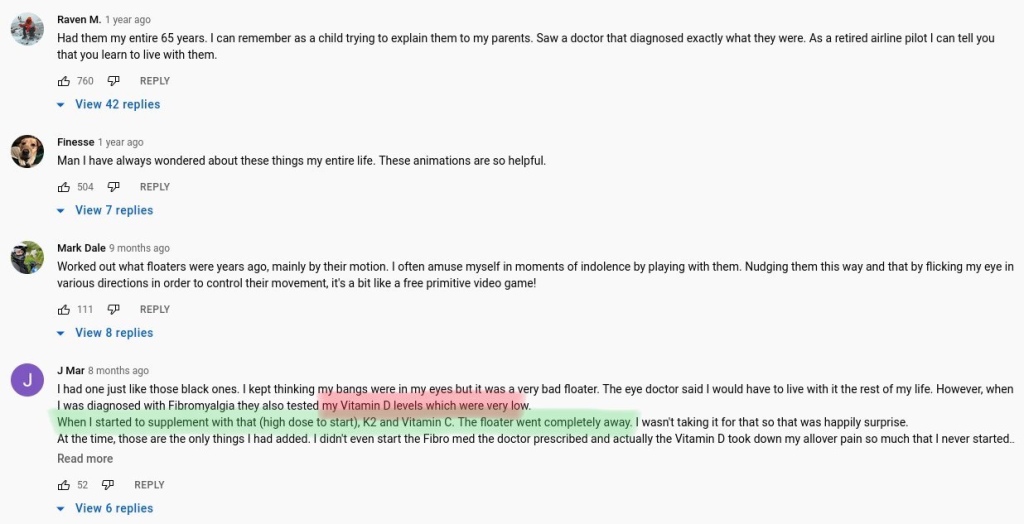 Raven M. 1 year ago
Had them my entire 65 years. I can remember as a child trying to explain them to my parents. Saw a doctor that diagnosed exactly what they were. As a retired airline pilot I can tell you
that you learn to live with them.
760 REPLY
View 42 replies
Finesse 1 year ago
Man I have always wondered about these things my entire life. These animations are so helpful.
504 REPLY
View 7 replies
Mark Dale 9 months ago
Worked out what floaters were years ago, mainly by their motion. I often amuse myself in moments of indolence by playing with them. Nudging them this way and that by flicking my eye in
various directions in order to control their movement, it's a bit like a free primitive video game!
111 REPLY
View 8 replies
J
J Mar 8 months ago
I had one just like those black ones. I kept thinking my bangs were in my eyes but it was a very bad floater. The eye doctor said I would have to live with it the rest of my life. However, when
I was diagnosed with Fibromyalgia they also tested my Vitamin D levels which were very low.
When I started to supplement with that (high dose to start), K2 and Vitamin C. The floater went completely away. I wasn't taking it for that so that was happily surprise.
At the time, those are the only things I had added. I didn't even start the Fibro med the doctor prescribed and actually the Vitamin D took down my allover pain so much that I never started..
Read more
52 REPLY
View 6 replies